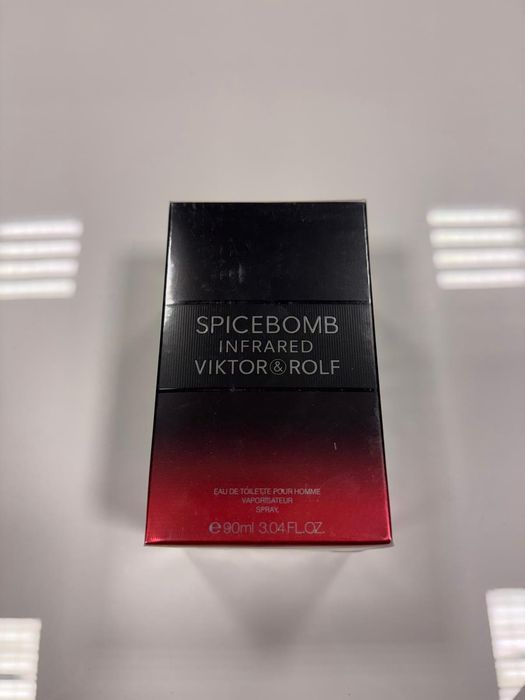 SPICEBOMB
INFRARED
VIKTOR&ROLF
EAU DE TOILETTE POUR HOMME
VAPORISATEUR
SPRAY.
℮90ml 3.04 FL.OZ.